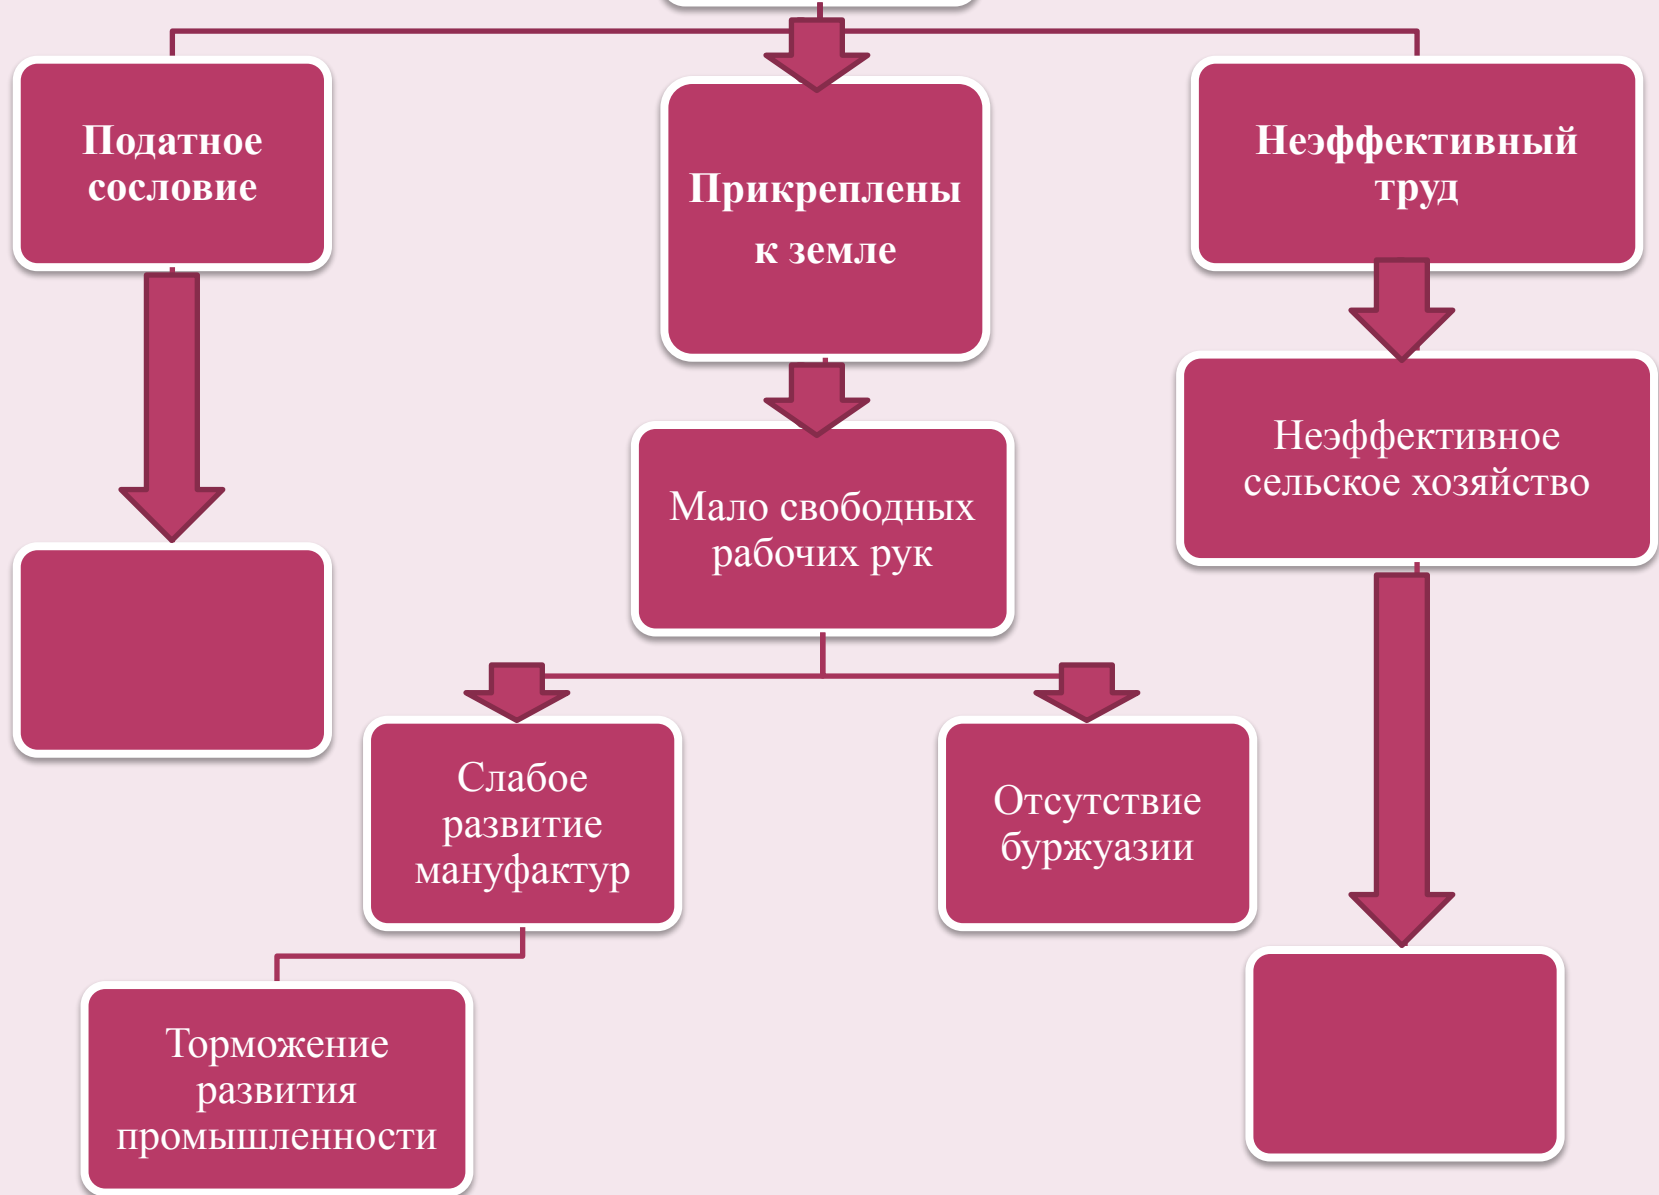 Податное
сословие
Прикреплены
к земле
Неэффективный
труд
Мало свободных
рабочих рук
Неэффективное
сельское хозяйство
Слабое
развитие
мануфактур
Отсутствие
буржуазии
Торможение
развития
промышленности